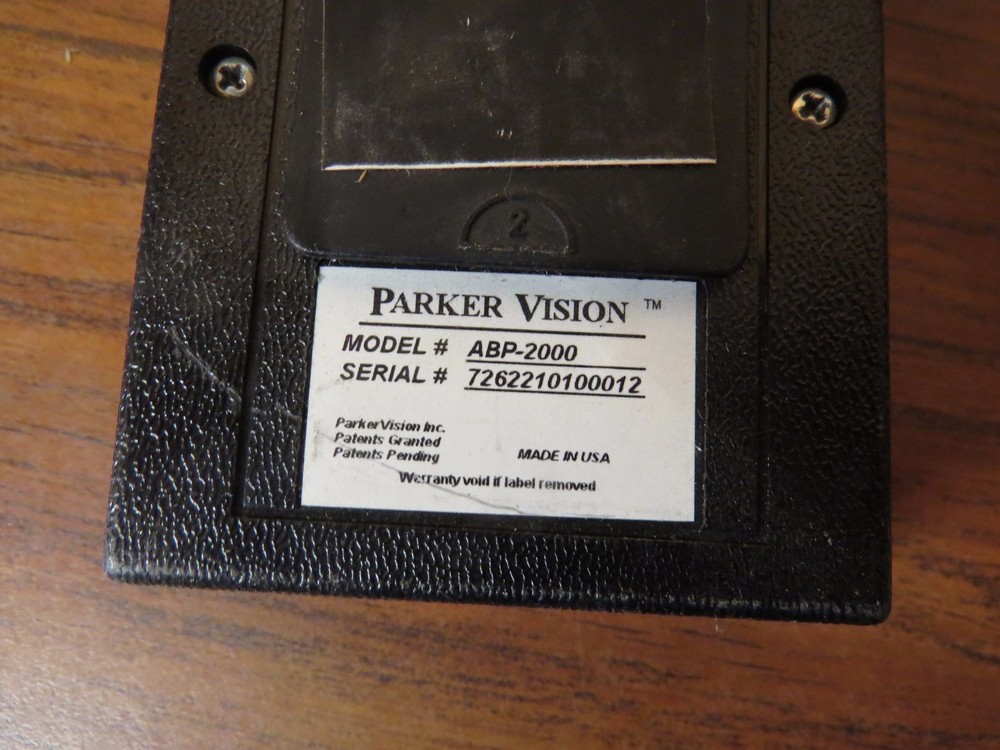 2
PARKER VISION ™
MODEL # ABP-2000
SERIAL # 7262210100012
ParkerVision Inc.
Patents Granted
Patents Pending
MADE IN USA
Warranty void if label removed